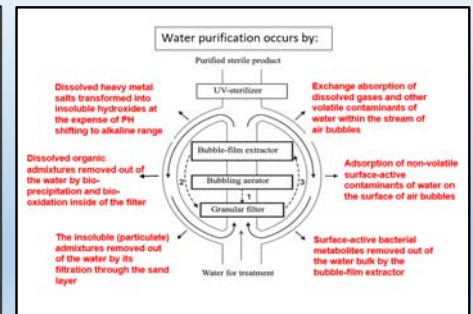 Water purification occurs by:
Purified sterile product
UV-sterilizer
Dissolved heavy metal
salts transformed into
insoluble hydroxides at
the expense of PH
shifting to alkaline range
Exchange absorption of
dissolved gases and other
volatile contaminants of
water within the stream of
air bubbles
Bubble-film extractor
Dissolved organic
admixtures removed out of
the water by bio-
precipitation and bio-
oxidation inside of the filter
Bubbling aerator
Adsorption of non-volatile
surface-active
contaminants of water on
the surface of air bubbles
2
3
1
Granular filter
The insoluble (particulate)
admixtures removed out
of the water by its
filtration through the sand
layer
Surface-active bacterial
metabolites removed out of
the water bulk by the
bubble-film extractor
Water for treatment